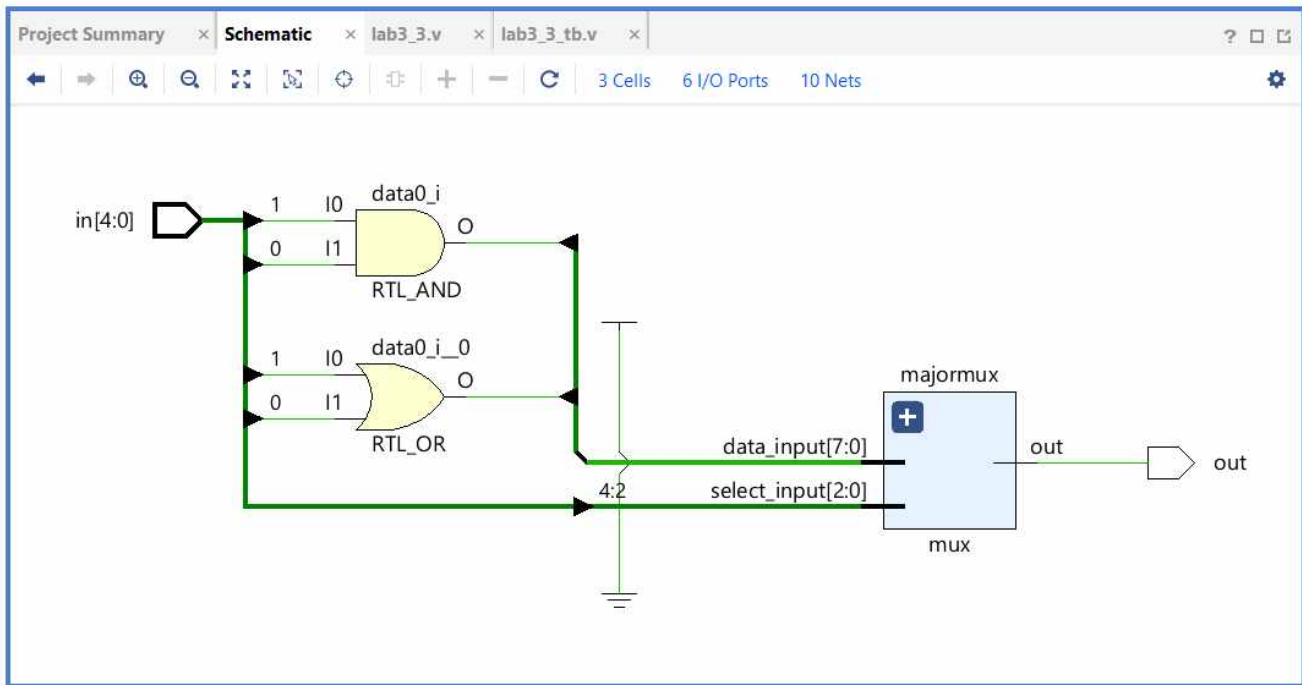 Project Summary × Schematic × lab3_3.v × lab3_3_tb.v × ?
3 Cells 6 I/O Ports 10 Nets
in[4:0]
data0_i
1 I0
O
0 I1
RTL_AND
data0_i__0
1 I0
O
0 I1
RTL_OR
majormux
+
data_input[7:0]
out
out
4:2
select_input[2:0]
mux